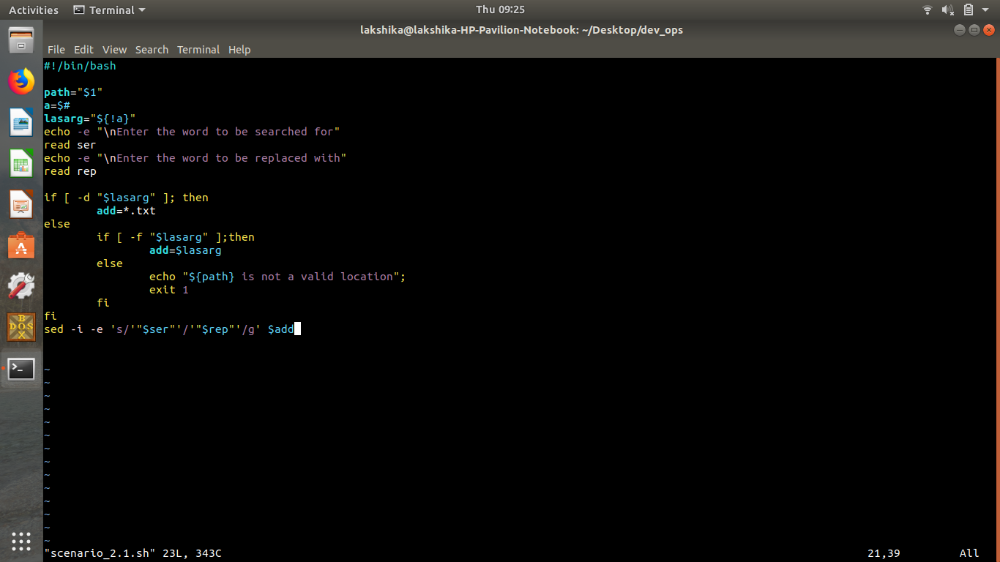 Activities Terminal Thu 09:25
lakshika@lakshika-HP-Pavilion-Notebook: ~/Desktop/dev_ops
File Edit View Search Terminal Help
#!/bin/bash

path="$1"
a=$#
lasarg="${!a}"
echo -e "\nEnter the word to be searched for"
read ser
echo -e "\nEnter the word to be replaced with"
read rep

if [ -d "$lasarg" ]; then
        add=*.txt
else
        if [ -f "$lasarg" ];then
                add=$lasarg
        else
                echo "${path} is not a valid location";
                exit 1
        fi
fi
sed -i -e 's/'"$ser"'/'"$rep"'/g' $add
~
~
~
~
~
~
~
~
~
~
~
~
~
~
"scenario_2.1.sh" 23L, 343C 21,39 All